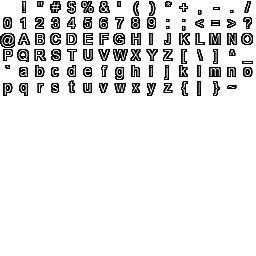 ! " # $ % & ' ( ) * + , - . /
0 1 2 3 4 5 6 7 8 9 : ; < = > ?
@ A B C D E F G H I J K L M N O
P Q R S T U V W X Y Z [ \ ] ^ _
` a b c d e f g h i j k l m n o
p q r s t u v w x y z { | } ~